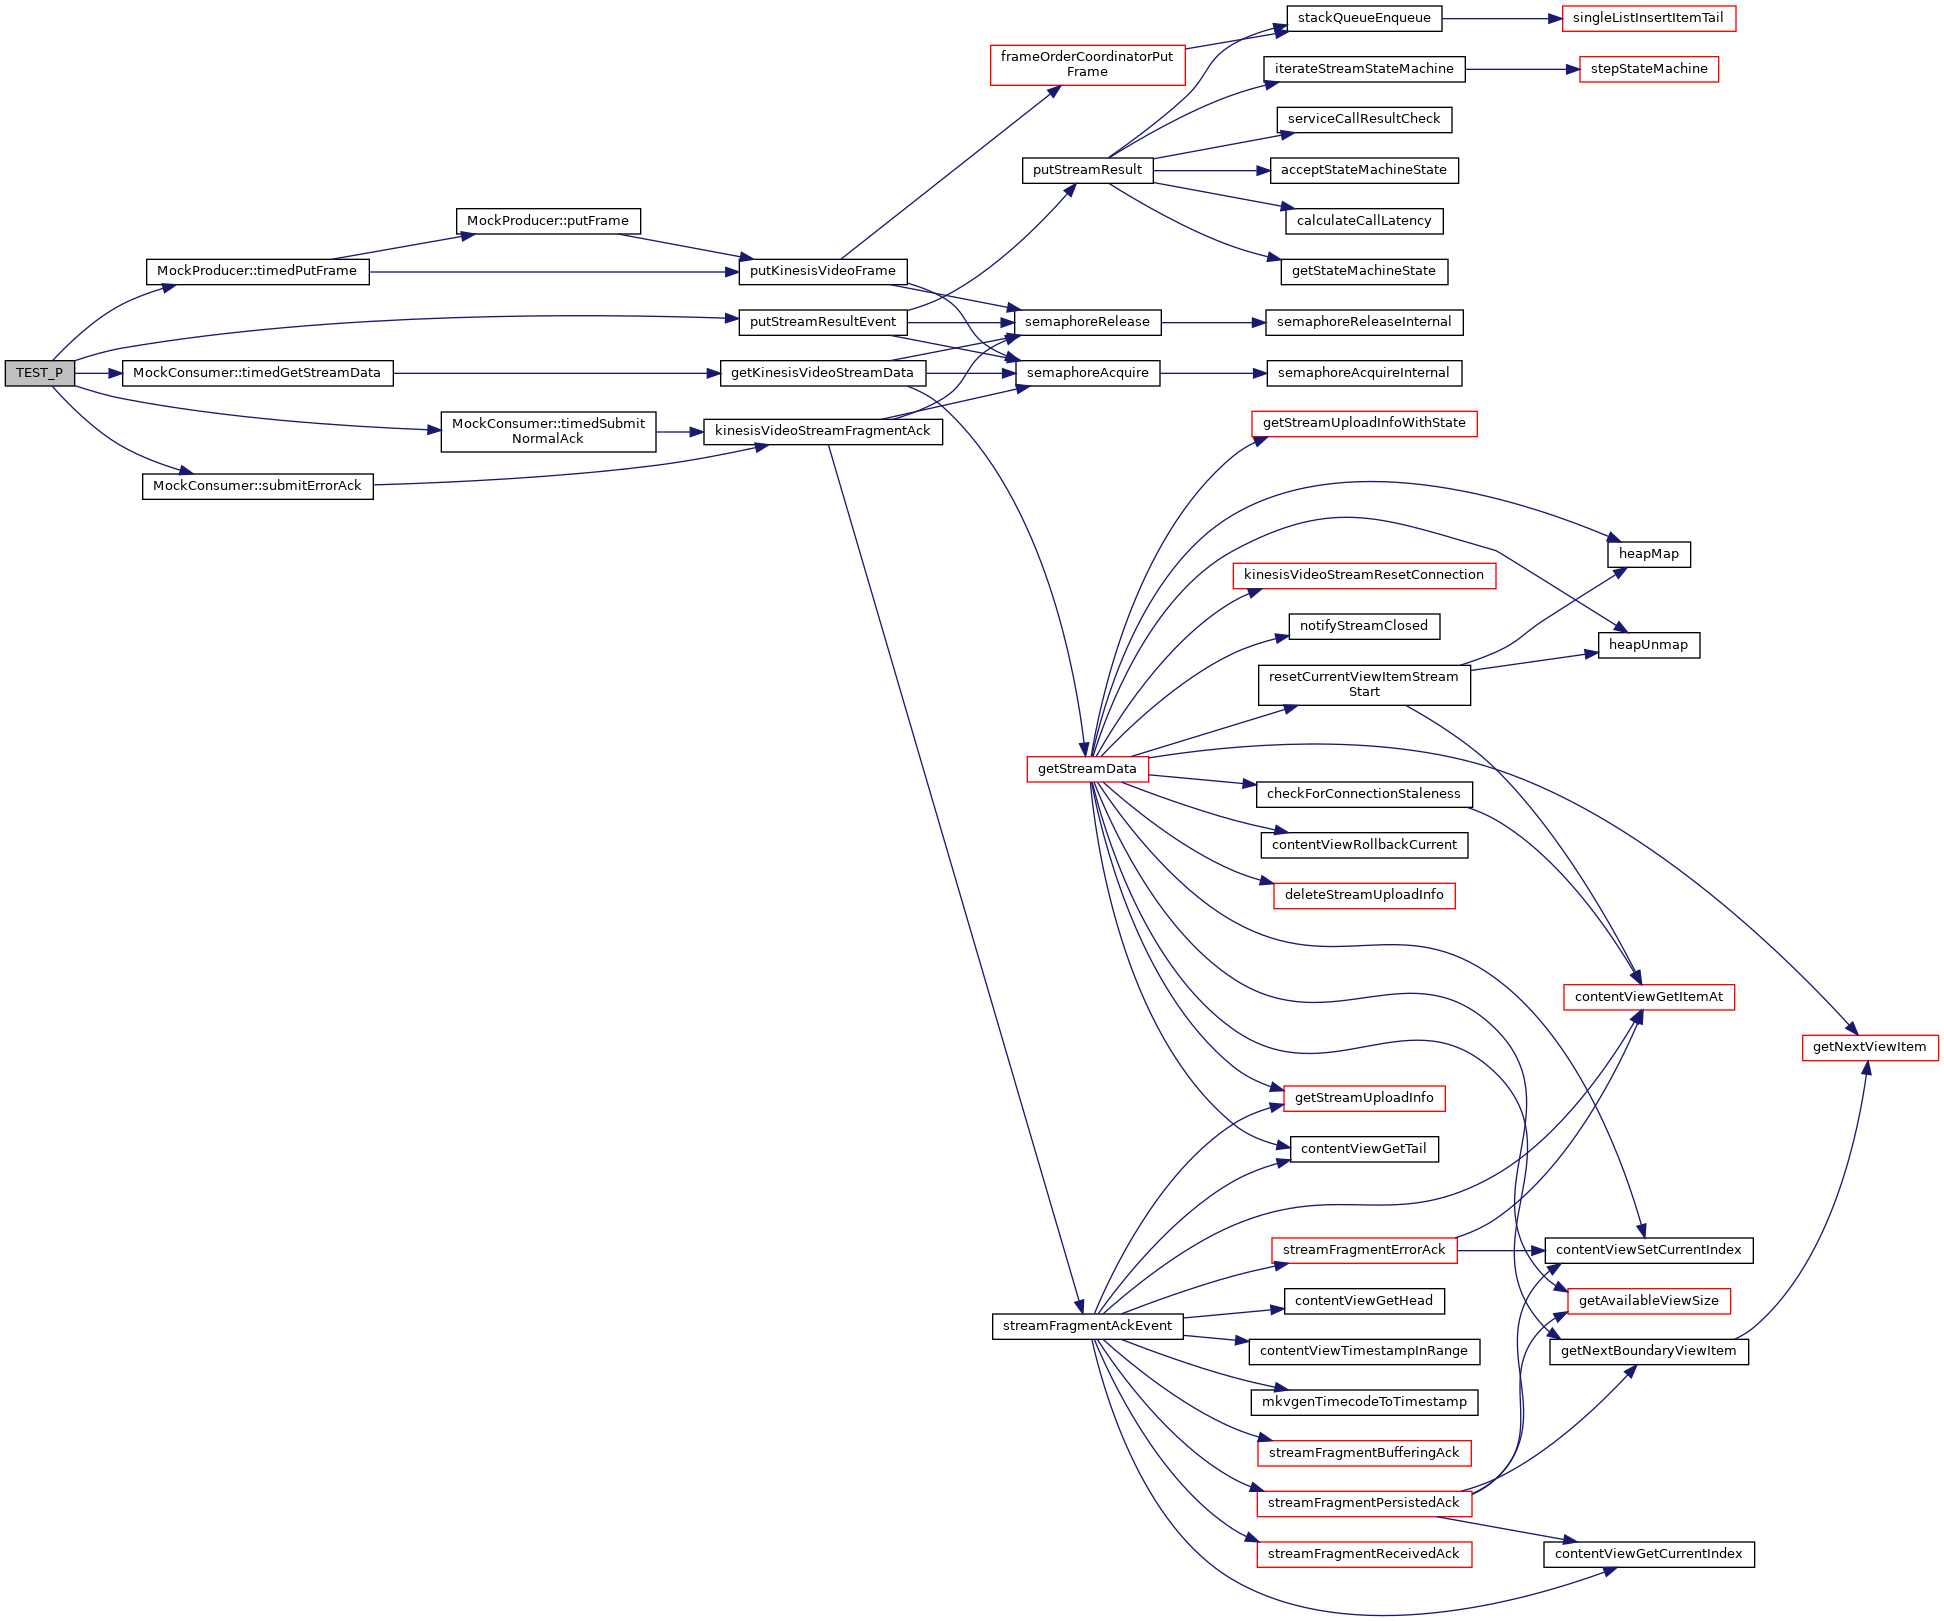 stackQueueEnqueue
singleListInsertItemTail
frameOrderCoordinatorPut
Frame
iterateStreamStateMachine
stepStateMachine
serviceCallResultCheck
putStreamResult
acceptStateMachineState
MockProducer::putFrame
calculateCallLatency
MockProducer::timedPutFrame
putKinesisVideoFrame
getStateMachineState
putStreamResultEvent
semaphoreRelease
semaphoreReleaseInternal
TEST_P
MockConsumer::timedGetStreamData
getKinesisVideoStreamData
semaphoreAcquire
semaphoreAcquireInternal
MockConsumer::timedSubmit
NormalAck
kinesisVideoStreamFragmentAck
getStreamUploadInfoWithState
MockConsumer::submitErrorAck
heapMap
kinesisVideoStreamResetConnection
notifyStreamClosed
heapUnmap
resetCurrentViewItemStream
Start
getStreamData
checkForConnectionStaleness
contentViewRollbackCurrent
deleteStreamUploadInfo
contentViewGetItemAt
getNextViewItem
getStreamUploadInfo
contentViewGetTail
streamFragmentErrorAck
contentViewSetCurrentIndex
contentViewGetHead
getAvailableViewSize
streamFragmentAckEvent
contentViewTimestampInRange
getNextBoundaryViewItem
mkvgenTimecodeToTimestamp
streamFragmentBufferingAck
streamFragmentPersistedAck
streamFragmentReceivedAck
contentViewGetCurrentIndex